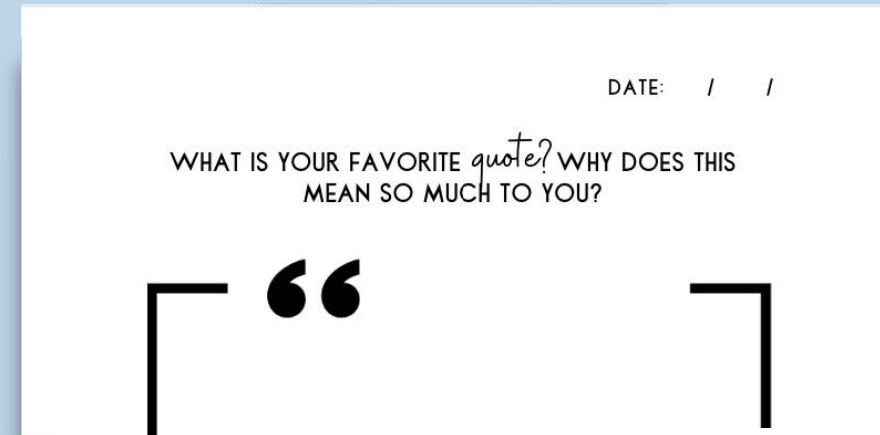 DATE: / /
WHAT IS YOUR FAVORITE quote? WHY DOES THIS
MEAN SO MUCH TO YOU?
“